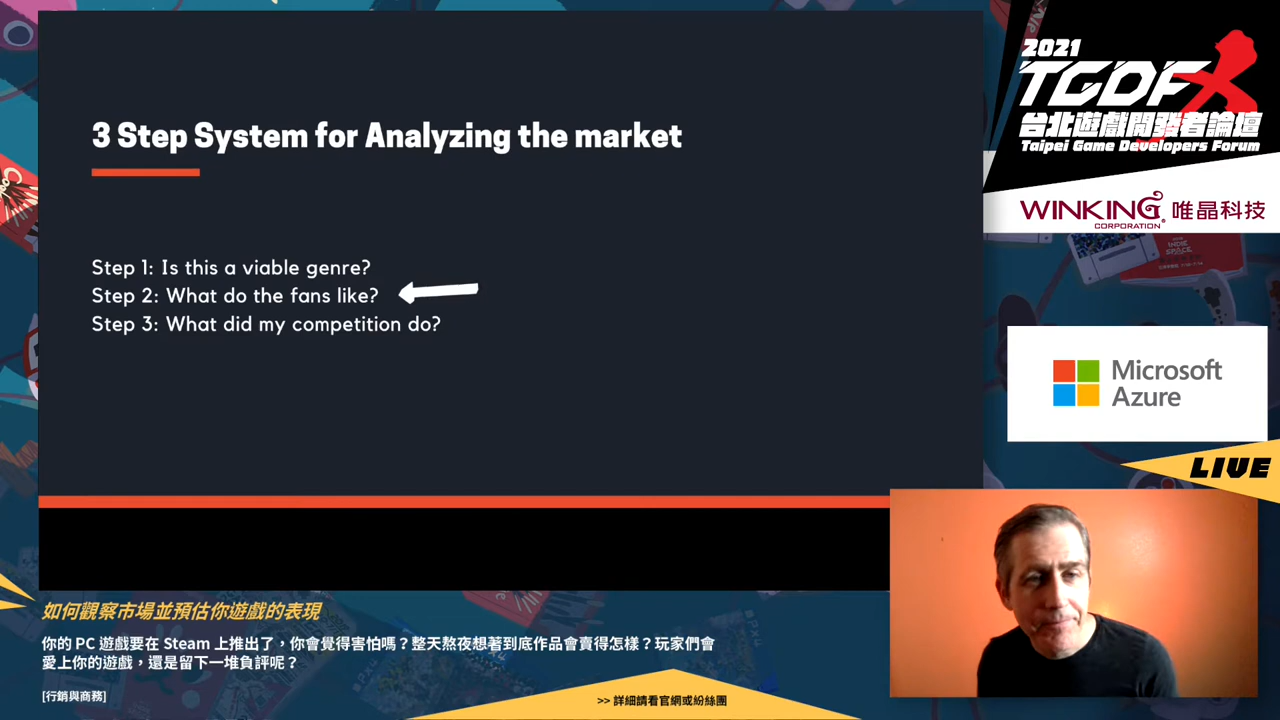 3 Step System for Analyzing the market
Step 1: Is this a viable genre?
Step 2: What do the fans like?
Step 3: What did my competition do?
2021
TGDF X
台北遊戲開發者論壇
Taipei Game Developers Forum
WINKING 唯晶科技
CORPORATION
INDIE
SPACE
Microsoft
Azure
LIVE
如何觀察市場並預估你遊戲的表現
你的 PC 遊戲要在 Steam 上推出了，你會覺得害怕嗎？整天熬夜想著到底作品會賣得怎樣？玩家們會
愛上你的遊戲，還是留下一堆負評呢？
[行銷與商務]
>> 詳細請看官網或粉絲團